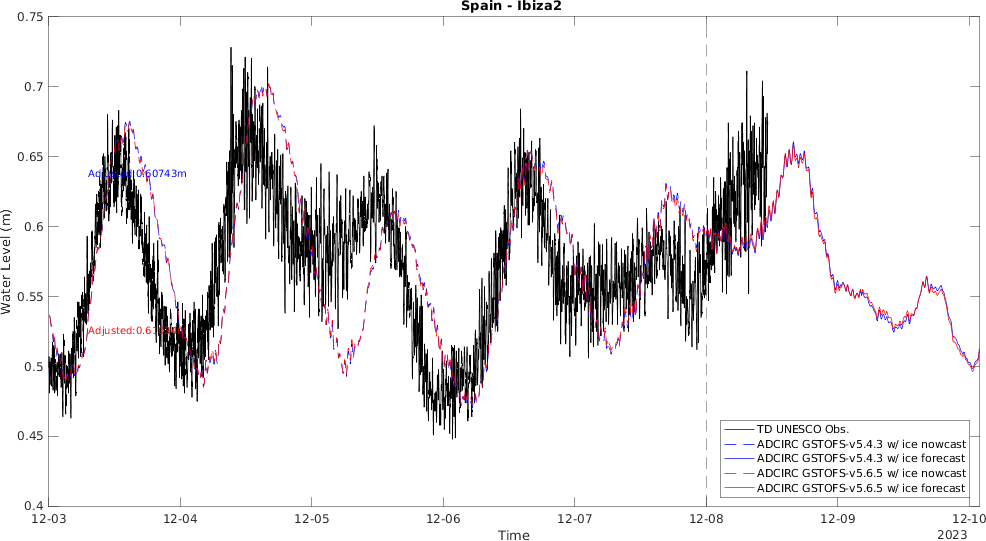 Spain - Ibiza2
0.75
0.7
0.65
0.6
0.55
0.5
0.45
0.4
Water Level (m)
Adjusted:0.60743m
TD UNESCO Obs.
ADCIRC GSTOFS-v5.4.3 w/ ice nowcast
ADCIRC GSTOFS-v5.4.3 w/ ice forecast
ADCIRC GSTOFS-v5.6.5 w/ ice nowcast
ADCIRC GSTOFS-v5.6.5 w/ ice forecast
12-03 12-04 12-05 12-06 12-07 12-08 12-09 12-10
Time
2023